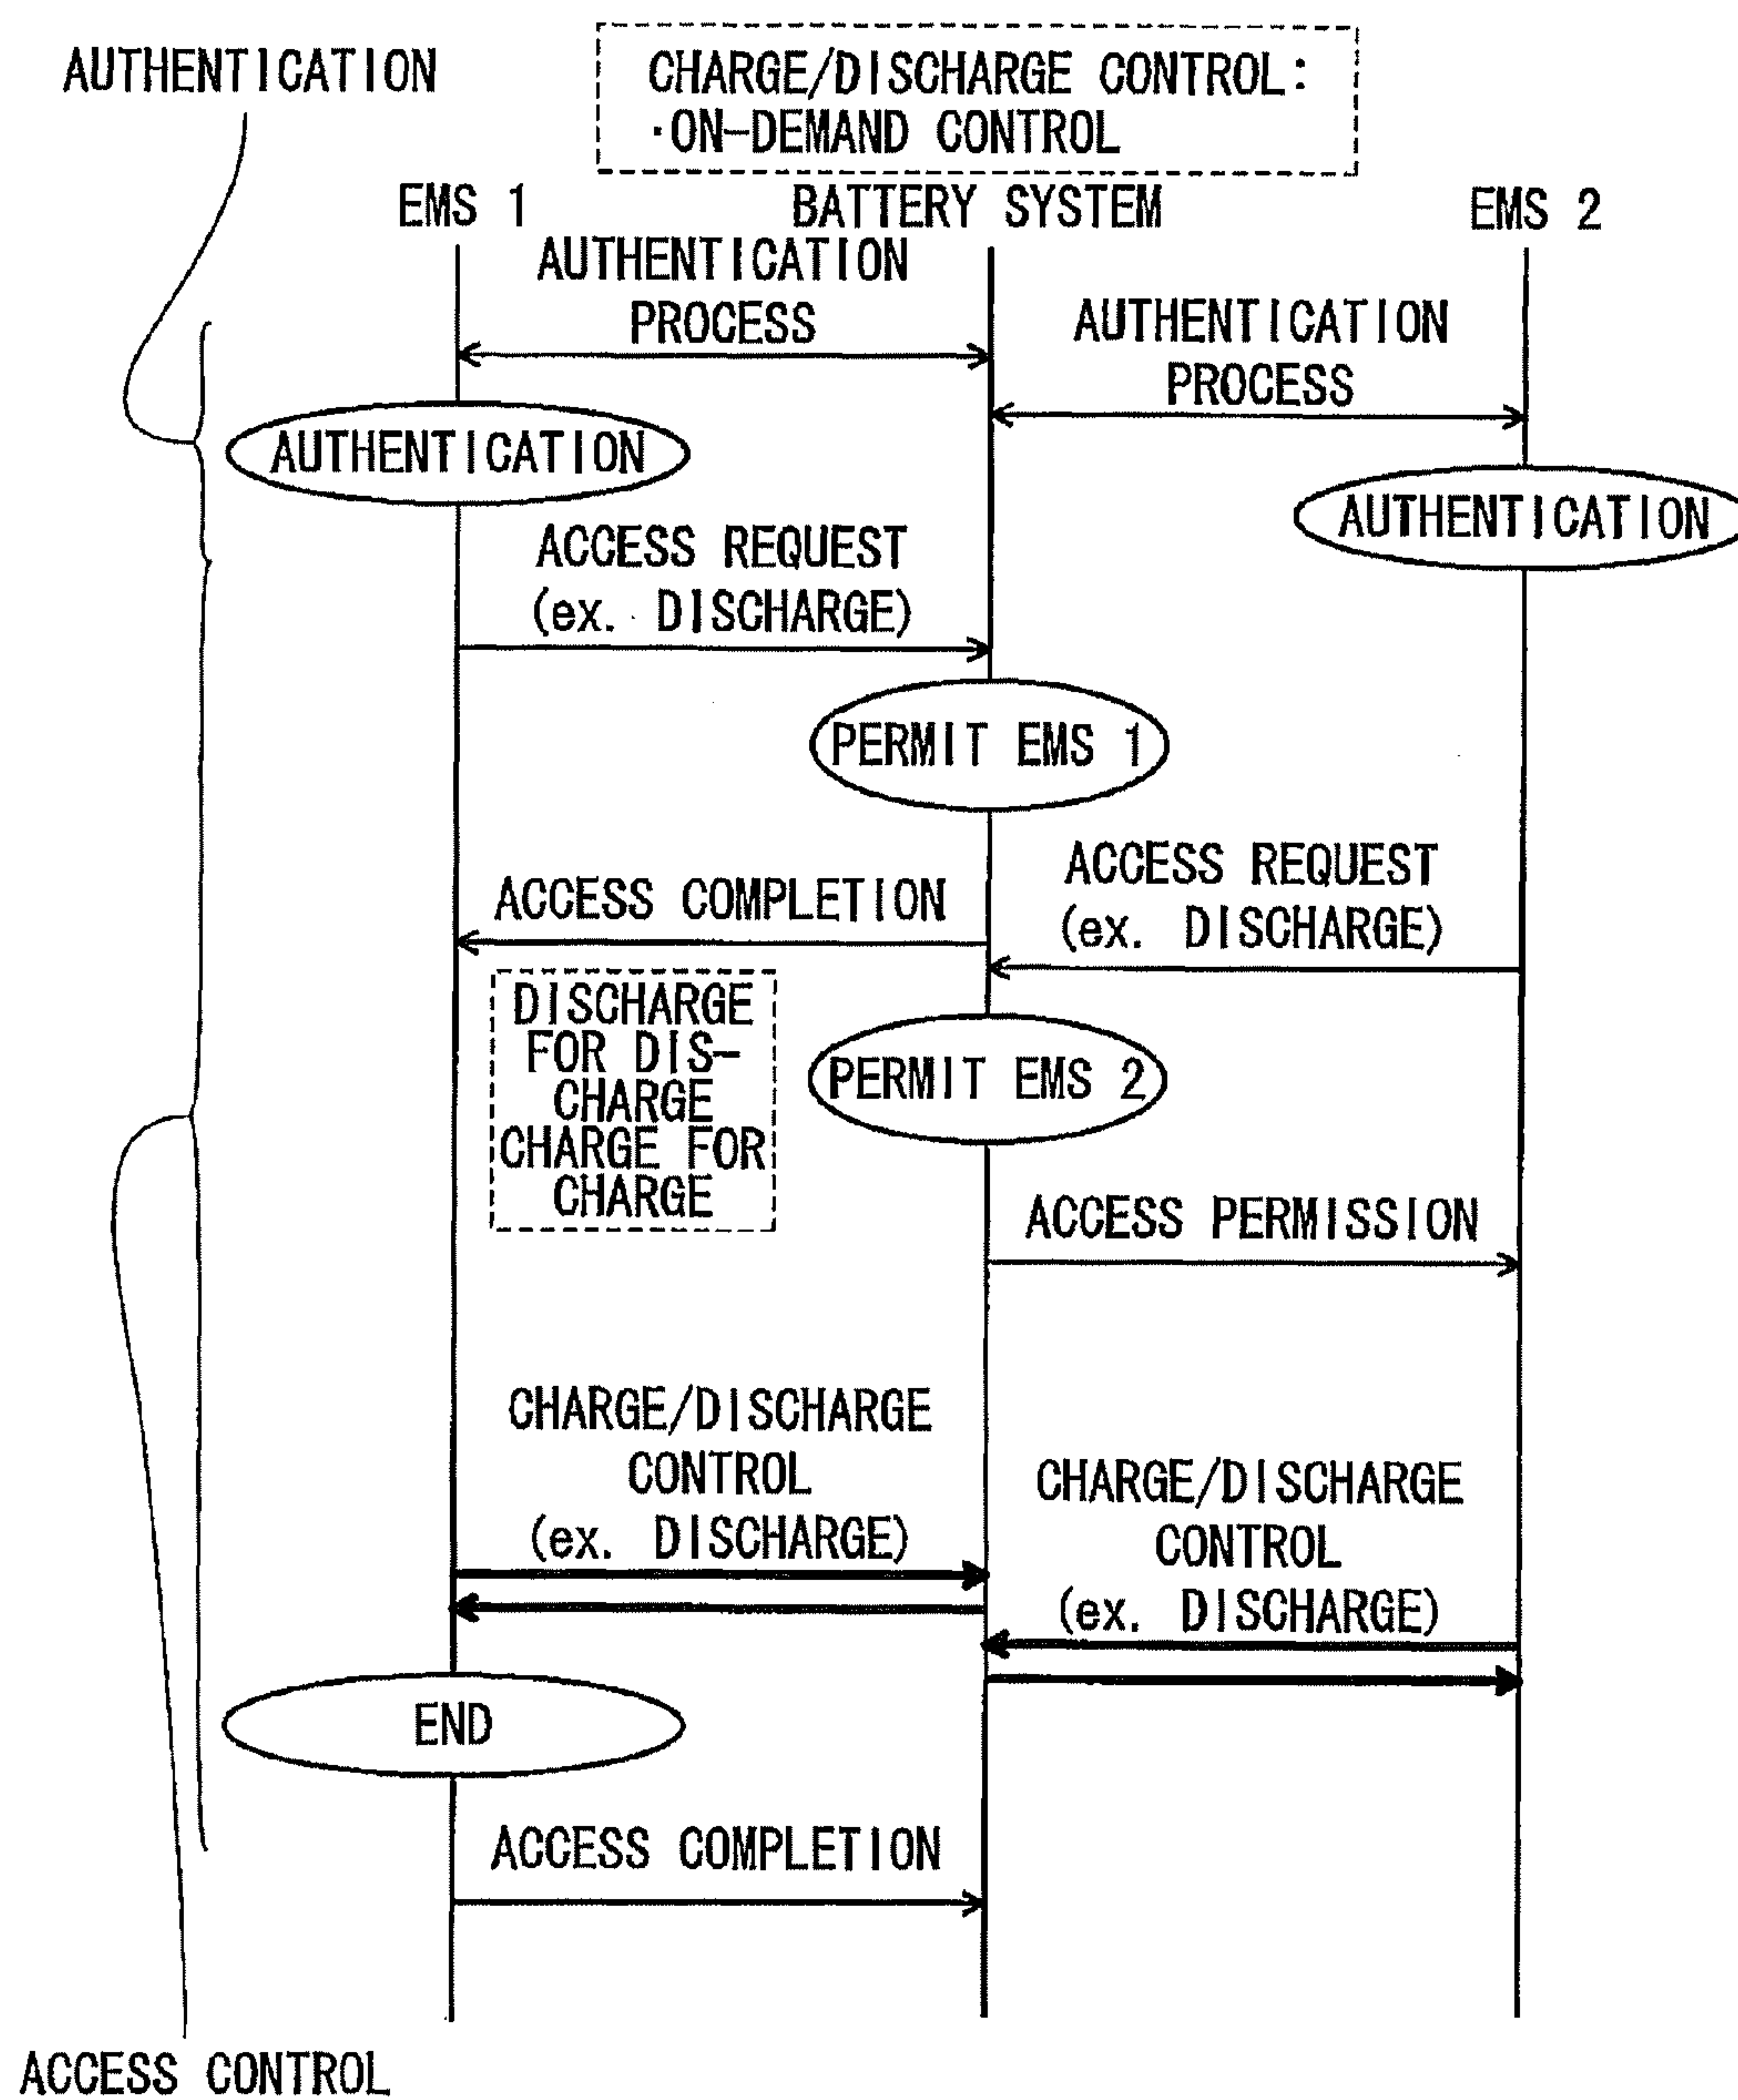 AUTHENTICATION
CHARGE/DISCHARGE CONTROL:
·ON-DEMAND CONTROL
EMS 1
BATTERY SYSTEM
EMS 2
AUTHENTICATION
PROCESS
AUTHENTICATION
PROCESS
AUTHENTICATION
AUTHENTICATION
ACCESS REQUEST
(ex. DISCHARGE)
PERMIT EMS 1
ACCESS REQUEST
(ex. DISCHARGE)
ACCESS COMPLETION
DISCHARGE
FOR DIS-
CHARGE
CHARGE FOR
CHARGE
PERMIT EMS 2
ACCESS PERMISSION
CHARGE/DISCHARGE
CONTROL
(ex. DISCHARGE)
CHARGE/DISCHARGE
CONTROL
(ex. DISCHARGE)
END
ACCESS COMPLETION
ACCESS CONTROL